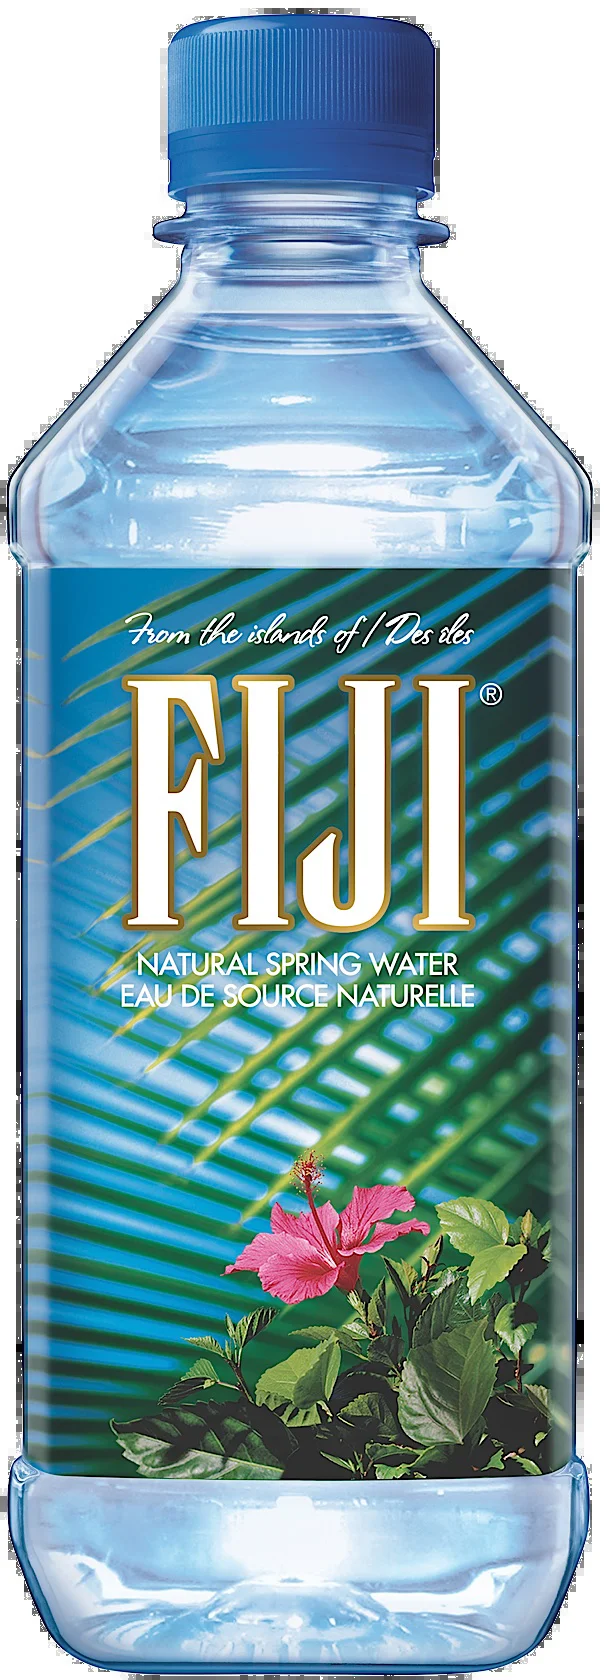 From the islands of / Des îles
FIJI®
NATURAL SPRING WATER
EAU DE SOURCE NATURELLE